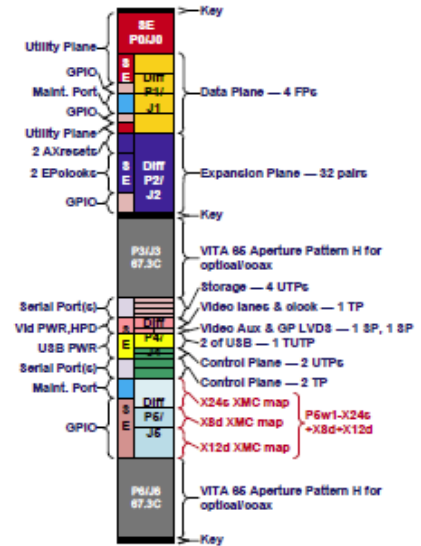 Key
SE
P0/J0
Utility Plane
GPIO
S
E
Diff
P1/
J1
Maint. Port
Data Plane — 4 FPs
GPIO
Utility Plane
2 AXresets
2 EPclocks
S
E
Diff
P2/
J2
Expansion Plane — 32 pairs
GPIO
Key
P3/J3
67.3C
VITA 65 Aperture Pattern H for
optical/coax
Storage — 4 UTPs
Serial Port(s)
Video lanes & clock — 1 TP
Vid PWR,HPD
S
E
Diff
P4/
J4
Video Aux & GP LVDS — 1 SP, 1 SP
USB PWR
2 of USB — 1 TUTP
Serial Port(s)
Control Plane — 2 UTPs
Maint. Port
Control Plane — 2 TP
S
E
Diff
P5/
J5
X24s XMC map
GPIO
X8d XMC map
X12d XMC map
P5w1-X24s
+X8d+X12d
P6/J6
67.3C
VITA 65 Aperture Pattern H for
optical/coax
Key